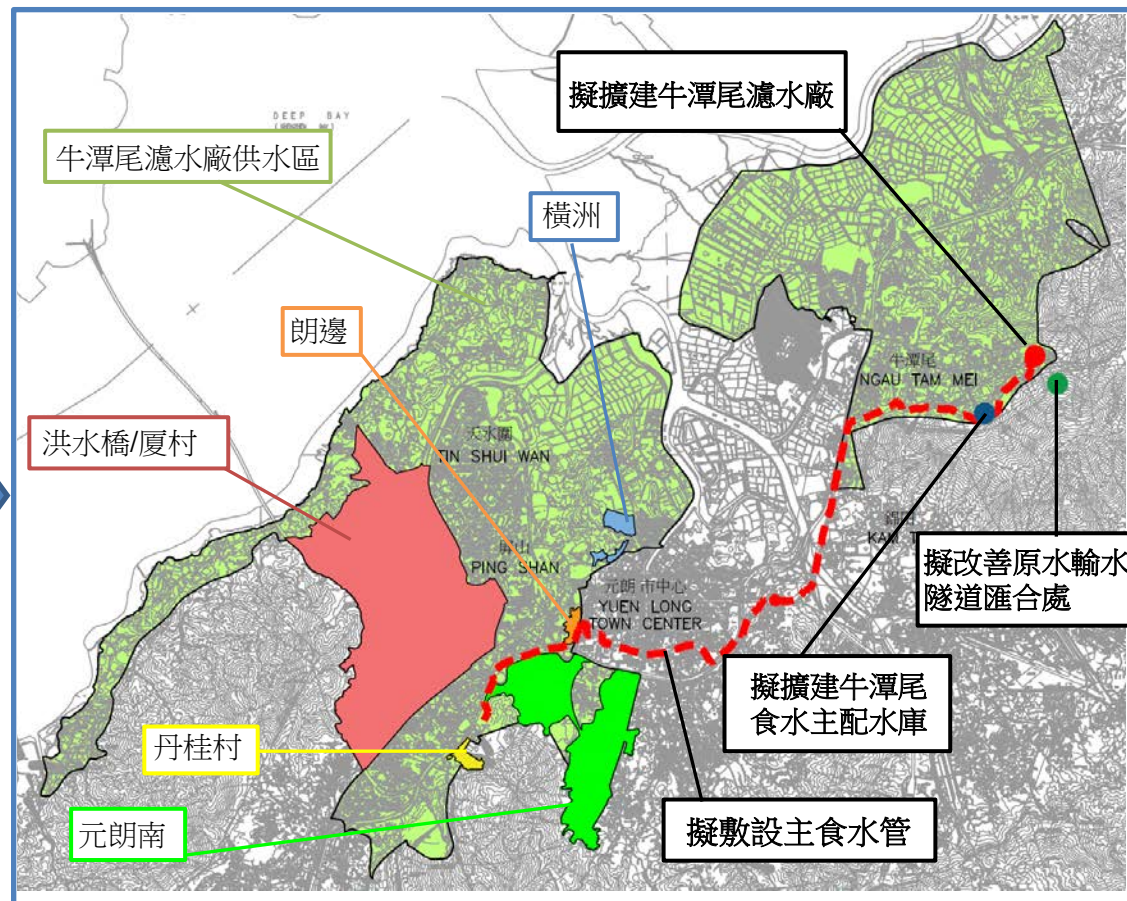 擬擴建牛潭尾濾水廠
DEEP BAY
牛潭尾濾水廠供水區
橫洲
朗邊
牛潭尾
NGAU TAM MEI
洪水橋/厦村
天水圍
TIN SHUI WAN
屏山
PING SHAN
錦田
KAM T
擬改善原水輸水
隧道匯合處
元朗市中心
YUEN LONG
TOWN CENTER
擬擴建牛潭尾
食水主配水庫
丹桂村
元朗南
擬敷設主食水管